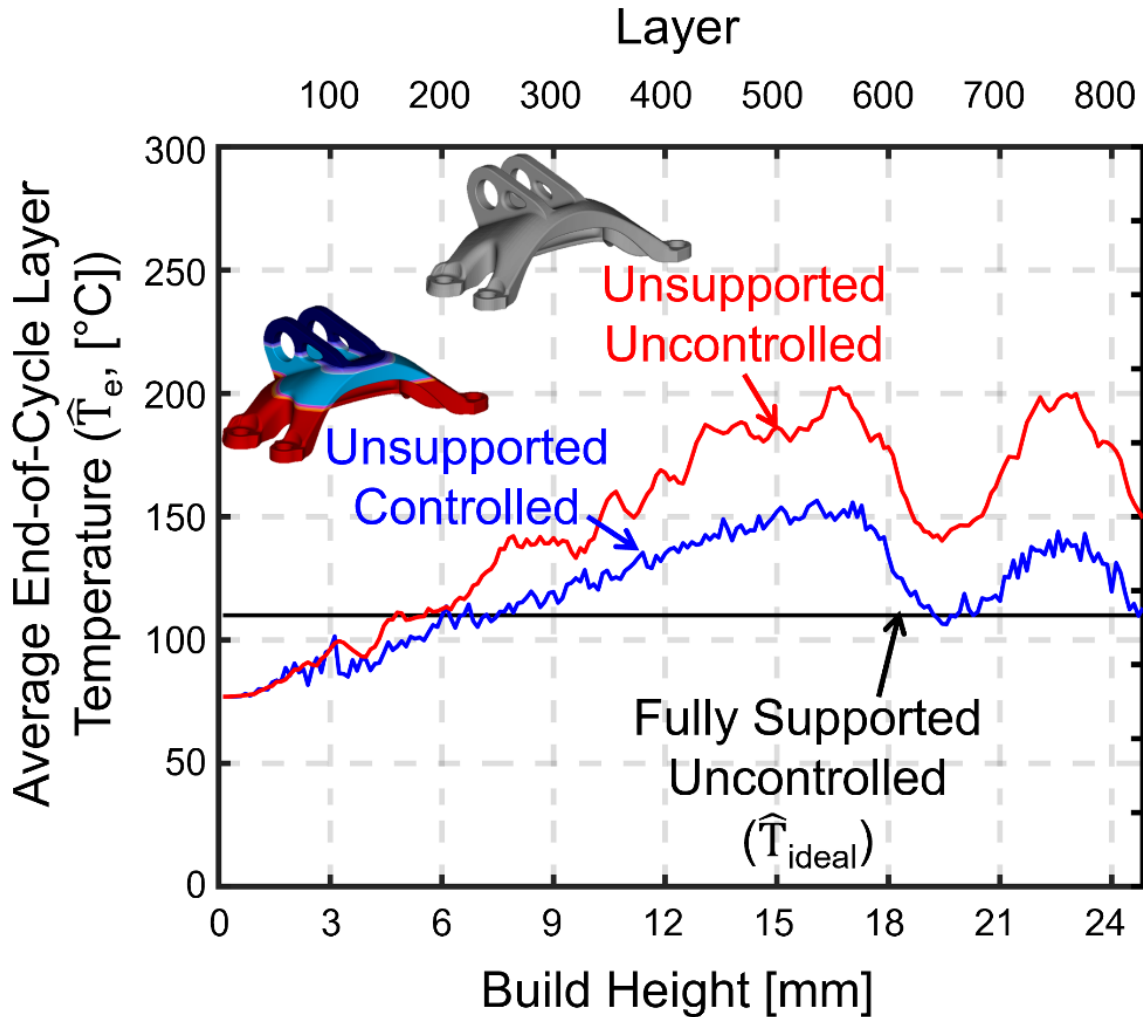 Layer
100 200 300 400 500 600 700 800
300
250
200
150
100
50
0
Average End-of-Cycle Layer
Temperature (T̂e, [°C])
Unsupported
Uncontrolled
Unsupported
Controlled
Fully Supported
Uncontrolled
(T̂ideal)
0 3 6 9 12 15 18 21 24
Build Height [mm]